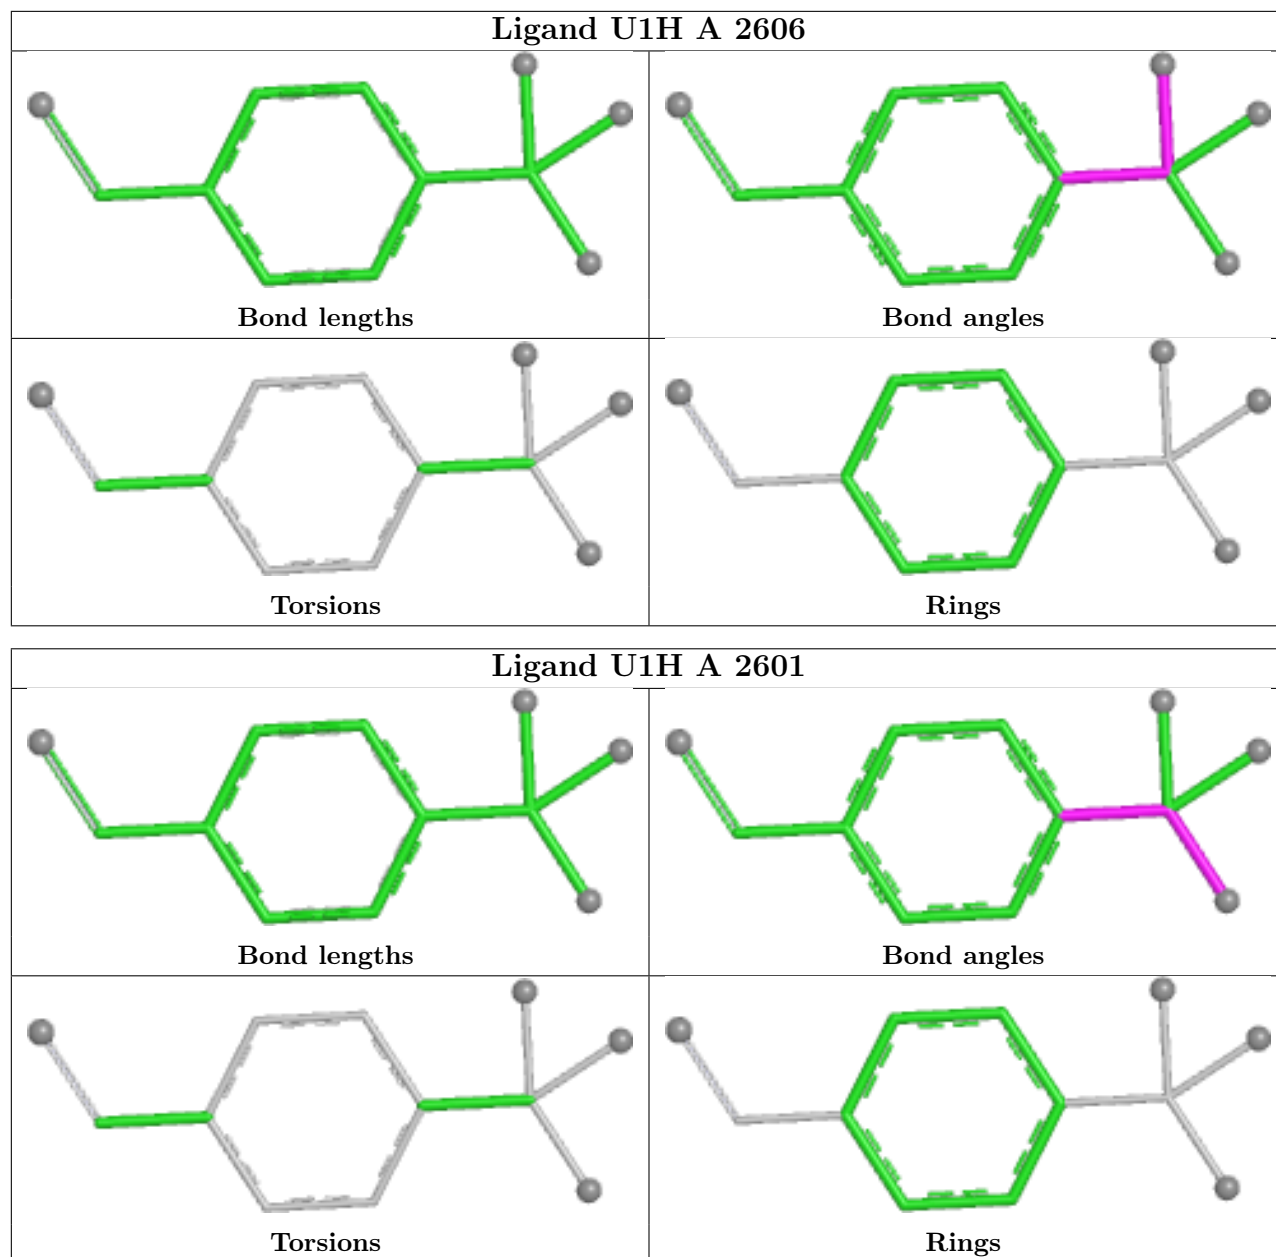 Ligand U1H A 2606
Bond lengths
Bond angles
Torsions
Rings
Ligand U1H A 2601
Bond lengths
Bond angles
Torsions
Rings